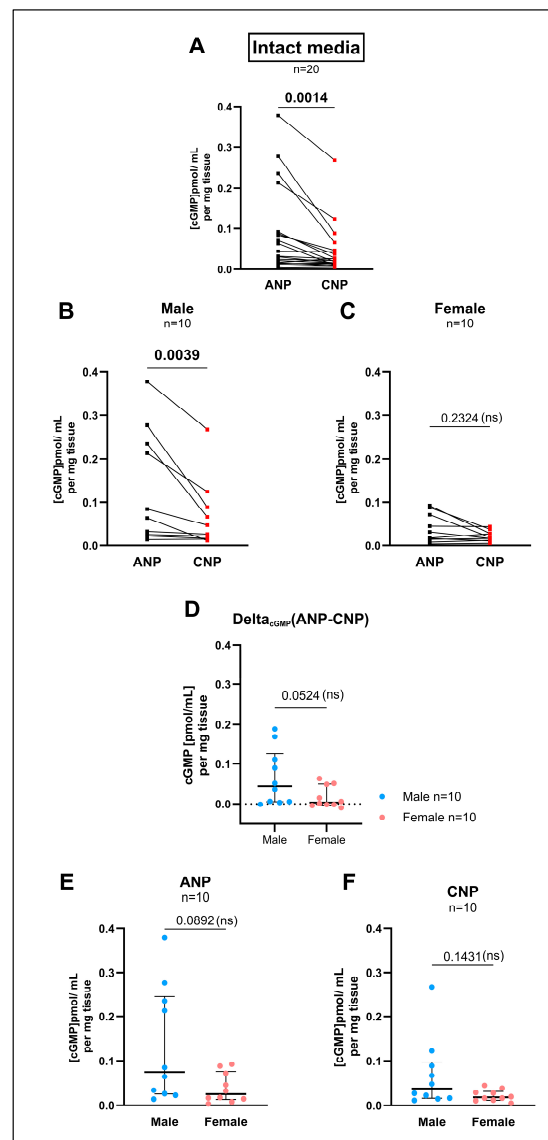 A
Intact media
n=20
0.0014
[cGMP]pmol/ mL
per mg tissue
0.4
0.3
0.2
0.1
0.0
ANP CNP
B
Male
n=10
0.0039
[cGMP]pmol/ mL
per mg tissue
0.4
0.3
0.2
0.1
0.0
ANP CNP
C
Female
n=10
0.2324 (ns)
[cGMP]pmol/ mL
per mg tissue
0.4
0.3
0.2
0.1
0.0
ANP CNP
D
Delta cGMP (ANP-CNP)
0.0524 (ns)
cGMP [pmol/mL]
per mg tissue
0.4
0.3
0.2
0.1
0.0
Male Female
Male n=10
Female n=10
E
ANP
n=10
0.0892 (ns)
[cGMP]pmol/ mL
per mg tissue
0.4
0.3
0.2
0.1
0.0
Male Female
F
CNP
n=10
0.1431 (ns)
[cGMP]pmol/ mL
per mg tissue
0.4
0.3
0.2
0.1
0.0
Male Female